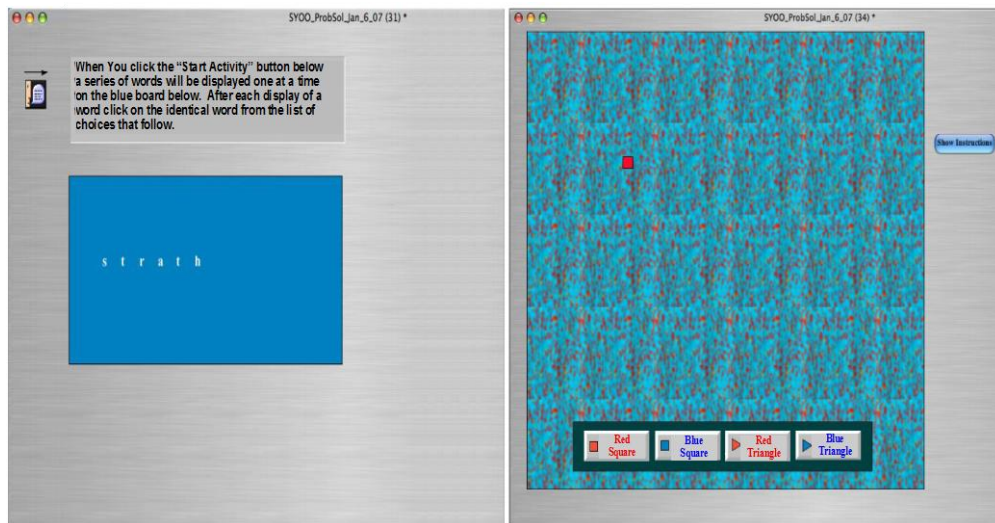 SYOO_ProbSol_Jan_6_07 (31) *
When You click the “Start Activity” button below
a series of words will be displayed one at a time
on the blue board below.  After each display of a
word click on the identical word from the list of
choices that follow.
s t r a t h
SYOO_ProbSol_Jan_6_07 (34) *
Show Instructions
Red
Square
Blue
Square
Red
Triangle
Blue
Triangle